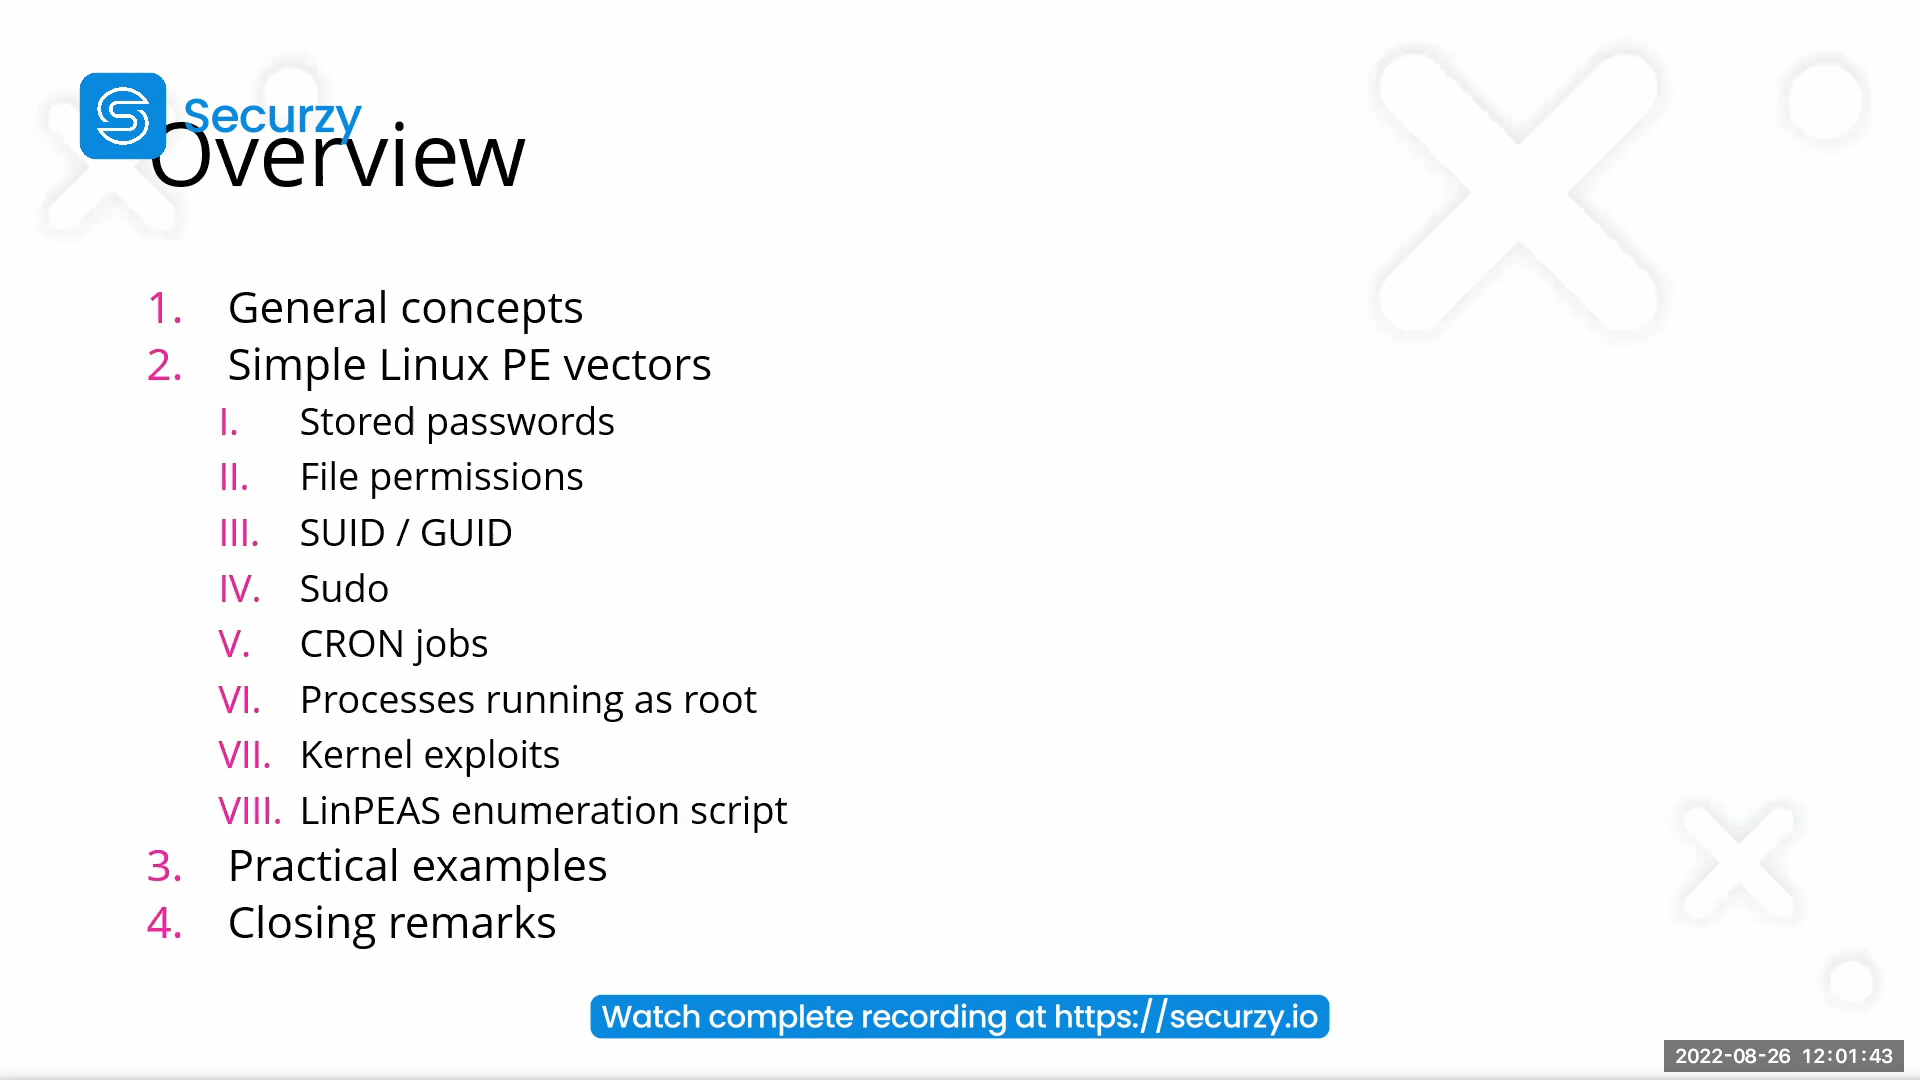 Securzy
Overview
1. General concepts
2. Simple Linux PE vectors
I. Stored passwords
II. File permissions
III. SUID / GUID
IV. Sudo
V. CRON jobs
VI. Processes running as root
VII. Kernel exploits
VIII. LinPEAS enumeration script
3. Practical examples
4. Closing remarks
Watch complete recording at https://securzy.io
2022-08-26 12:01:43